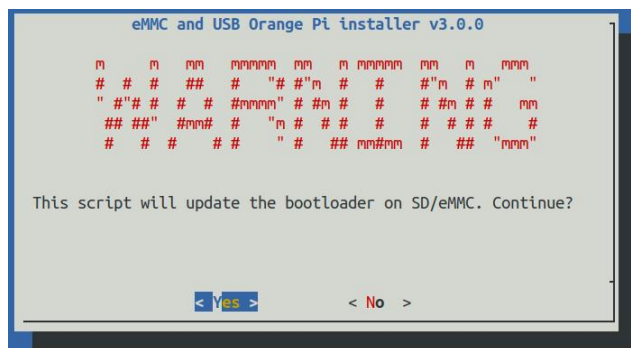 eMMC and USB Orange Pi installer v3.0.0
WARNING
This script will update the bootloader on SD/eMMC. Continue?
< Yes > < No >